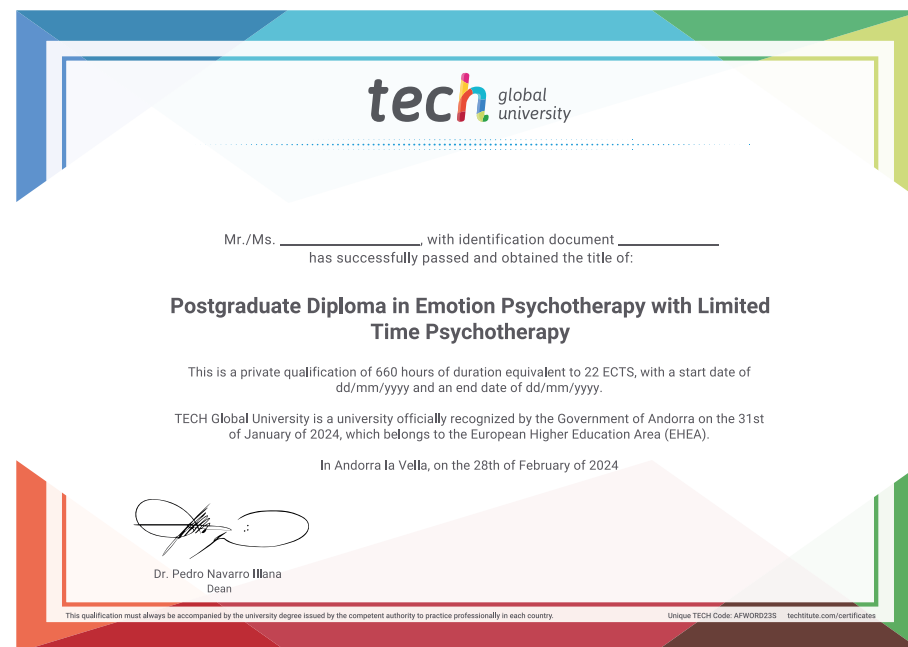 tech global university
Mr./Ms. ____________________, with identification document ______________
has successfully passed and obtained the title of:
Postgraduate Diploma in Emotion Psychotherapy with Limited
Time Psychotherapy
This is a private qualification of 660 hours of duration equivalent to 22 ECTS, with a start date of
dd/mm/yyyy and an end date of dd/mm/yyyy.
TECH Global University is a university officially recognized by the Government of Andorra on the 31st
of January of 2024, which belongs to the European Higher Education Area (EHEA).
In Andorra la Vella, on the 28th of February of 2024
Dr. Pedro Navarro Illana
Dean
This qualification must always be accompanied by the university degree issued by the competent authority to practice professionally in each country.
Unique TECH Code: AFWORD23S techtitute.com/certificates